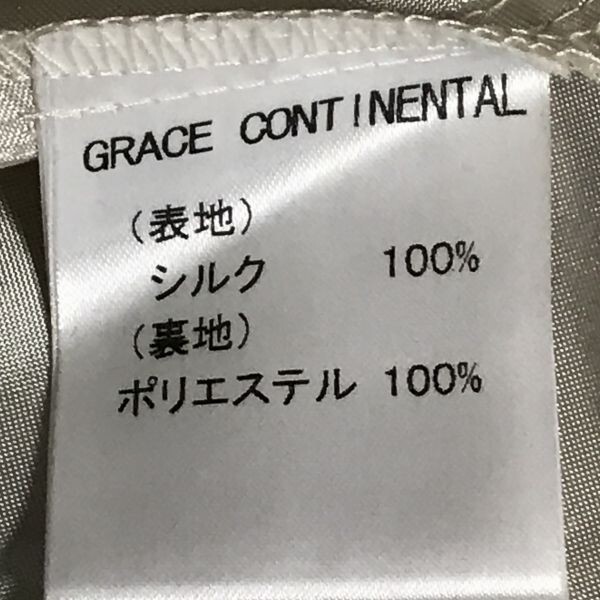 GRACE CONTINENTAL
(表地)
シルク 100%
(裏地)
ポリエステル 100%